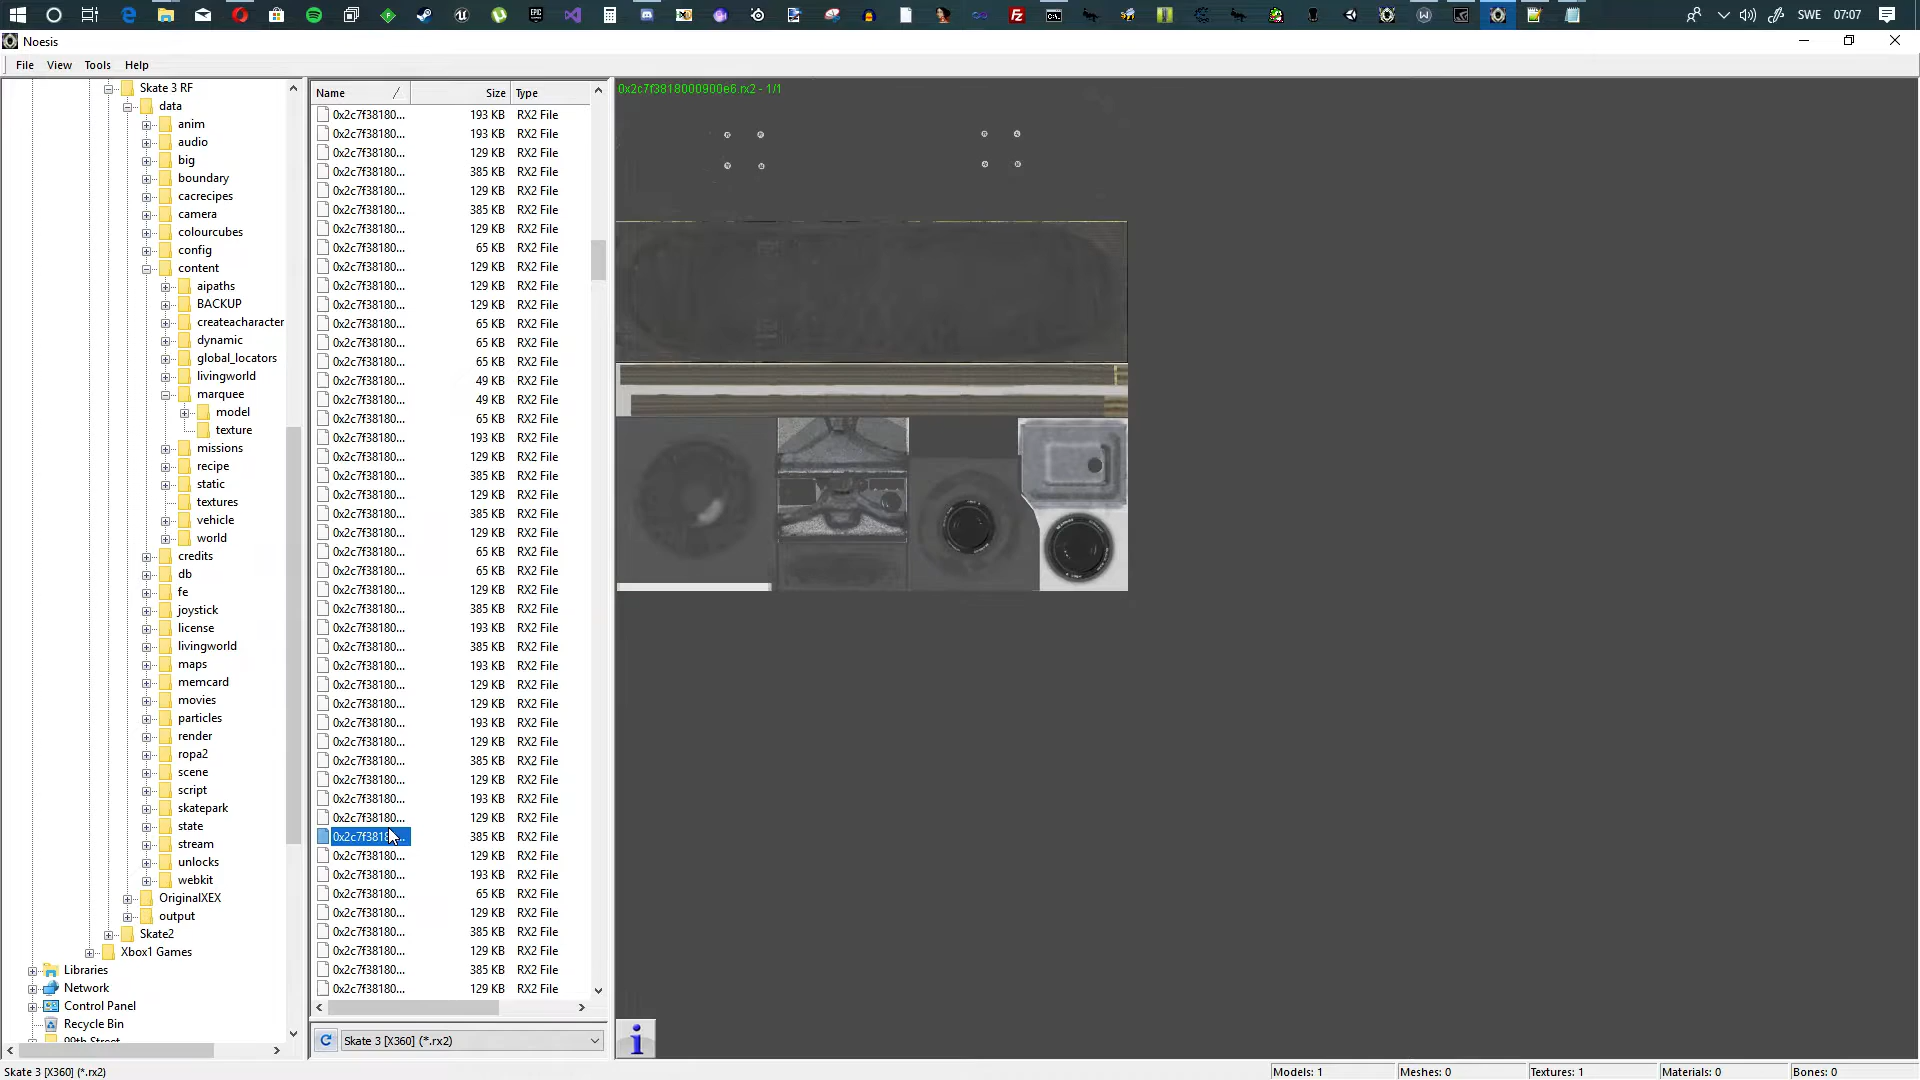 SWE 07:07
Noesis
File View Tools Help
Skate 3 RF
data
anim
audio
big
boundary
cacrecipes
camera
colourcubes
config
content
aipaths
BACKUP
createacharacter
dynamic
global_locators
livingworld
marquee
model
texture
missions
recipe
static
textures
vehicle
world
credits
db
fe
joystick
license
livingworld
maps
memcard
movies
particles
render
ropa2
scene
script
skatepark
state
stream
unlocks
webkit
OriginalXEX
output
Skate2
Xbox1 Games
Libraries
Network
Control Panel
Recycle Bin
Name Size Type
0x2c7f38180... 193 KB RX2 File
0x2c7f38180... 193 KB RX2 File
0x2c7f38180... 129 KB RX2 File
0x2c7f38180... 385 KB RX2 File
0x2c7f38180... 129 KB RX2 File
0x2c7f38180... 385 KB RX2 File
0x2c7f38180... 129 KB RX2 File
0x2c7f38180... 65 KB RX2 File
0x2c7f38180... 129 KB RX2 File
0x2c7f38180... 129 KB RX2 File
0x2c7f38180... 129 KB RX2 File
0x2c7f38180... 65 KB RX2 File
0x2c7f38180... 65 KB RX2 File
0x2c7f38180... 65 KB RX2 File
0x2c7f38180... 49 KB RX2 File
0x2c7f38180... 49 KB RX2 File
0x2c7f38180... 65 KB RX2 File
0x2c7f38180... 193 KB RX2 File
0x2c7f38180... 129 KB RX2 File
0x2c7f38180... 385 KB RX2 File
0x2c7f38180... 129 KB RX2 File
0x2c7f38180... 385 KB RX2 File
0x2c7f38180... 129 KB RX2 File
0x2c7f38180... 65 KB RX2 File
0x2c7f38180... 65 KB RX2 File
0x2c7f38180... 129 KB RX2 File
0x2c7f38180... 385 KB RX2 File
0x2c7f38180... 193 KB RX2 File
0x2c7f38180... 385 KB RX2 File
0x2c7f38180... 193 KB RX2 File
0x2c7f38180... 129 KB RX2 File
0x2c7f38180... 129 KB RX2 File
0x2c7f38180... 193 KB RX2 File
0x2c7f38180... 129 KB RX2 File
0x2c7f38180... 385 KB RX2 File
0x2c7f38180... 129 KB RX2 File
0x2c7f38180... 193 KB RX2 File
0x2c7f38180... 129 KB RX2 File
0x2c7f3818... 385 KB RX2 File
0x2c7f38180... 129 KB RX2 File
0x2c7f38180... 193 KB RX2 File
0x2c7f38180... 65 KB RX2 File
0x2c7f38180... 129 KB RX2 File
0x2c7f38180... 385 KB RX2 File
0x2c7f38180... 129 KB RX2 File
0x2c7f38180... 385 KB RX2 File
0x2c7f38180... 129 KB RX2 File
Skate 3 [X360] (*.rx2)
0x2c7f3818000900e6.rx2 - 1/1
Skate 3 [X360] (*.rx2) Models: 1 Meshes: 0 Textures: 1 Materials: 0 Bones: 0